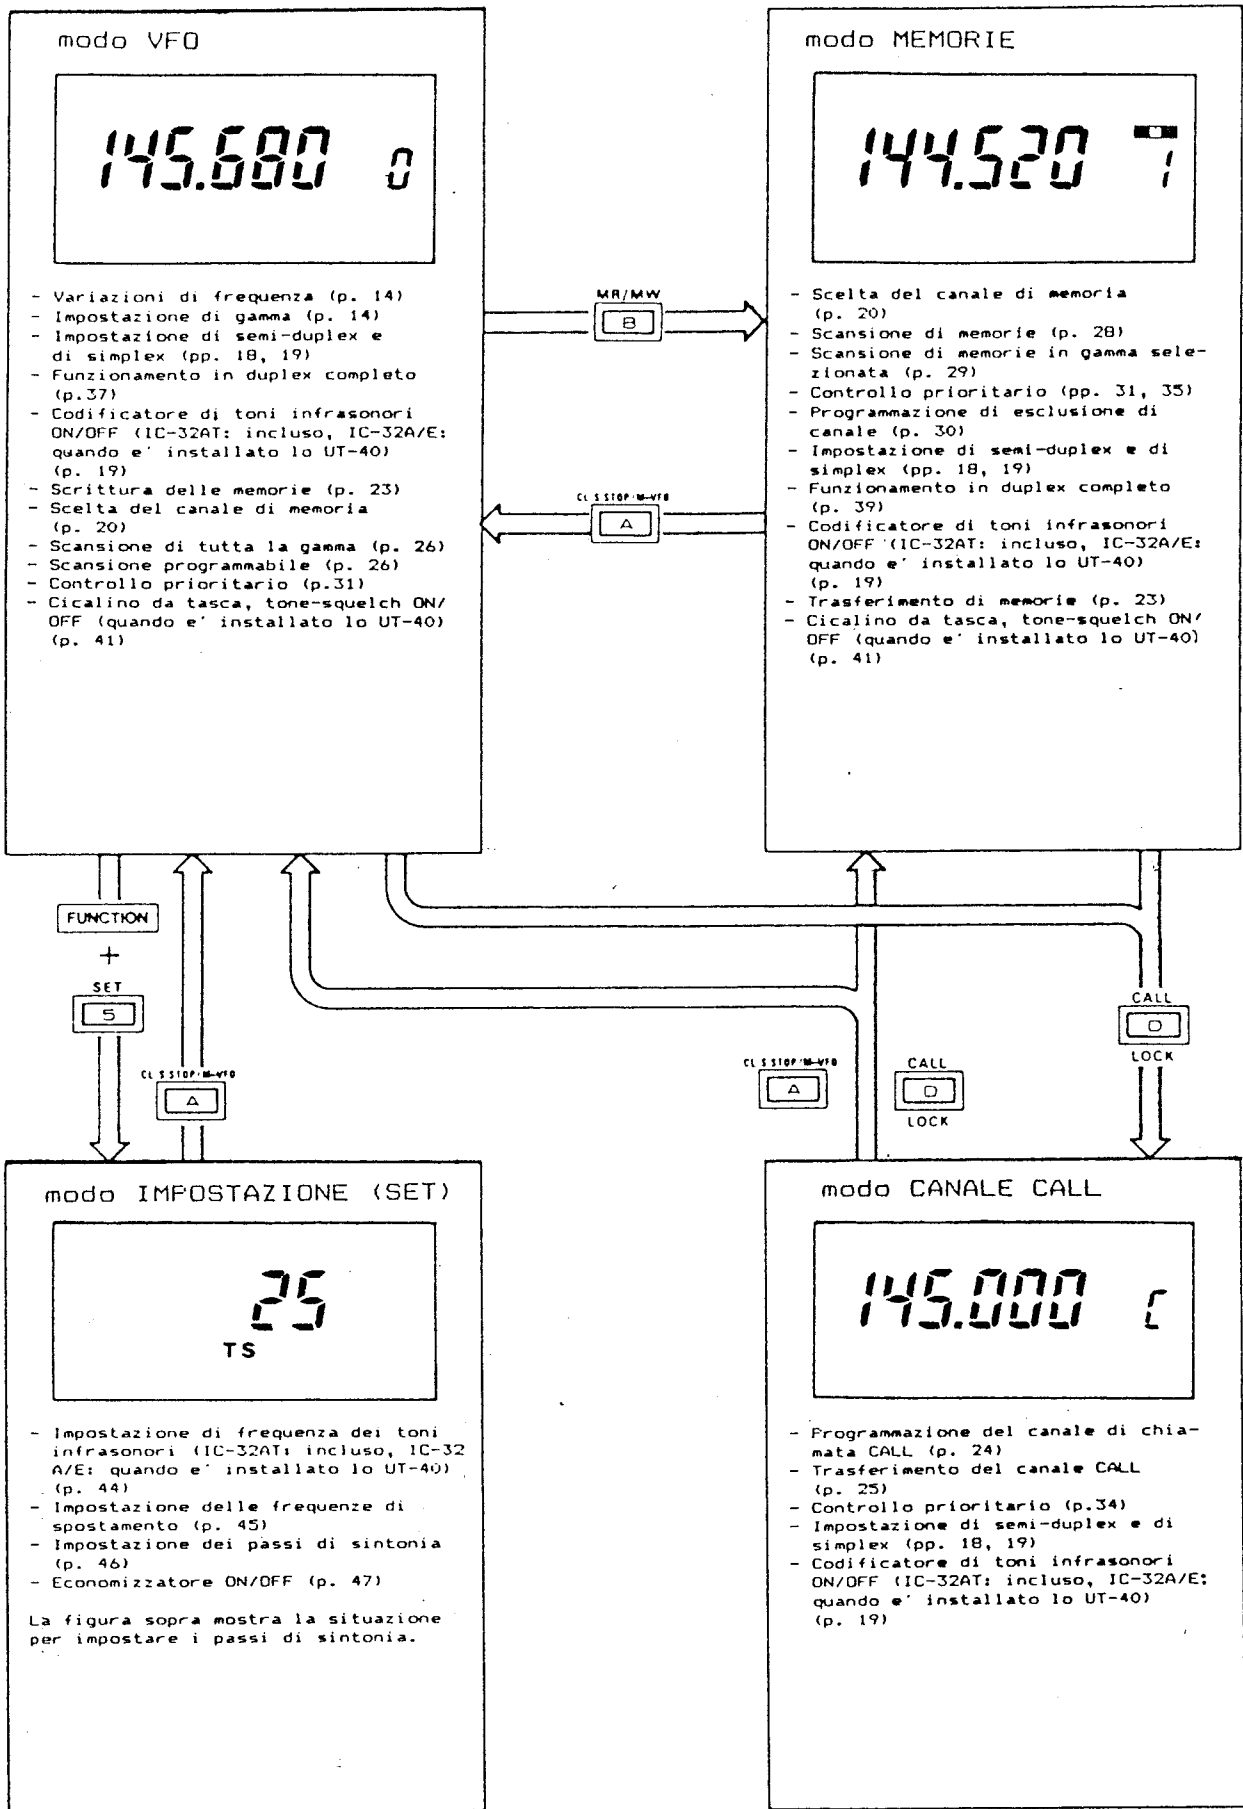 modo VFO
145.680 0
- Variazioni di frequenza (p. 14)
- Impostazione di gamma (p. 14)
- Impostazione di semi-duplex e
di simplex (pp. 18, 19)
- Funzionamento in duplex completo
(p.37)
- Codificatore di toni infrasonori
ON/OFF (IC-32AT: incluso, IC-32A/E:
quando e' installato lo UT-40)
(p. 19)
- Scrittura delle memorie (p. 23)
- Scelta del canale di memoria
(p. 20)
- Scansione di tutta la gamma (p. 26)
- Scansione programmabile (p. 26)
- Controllo prioritario (p.31)
- Cicalino da tasca, tone-squelch ON/
OFF (quando e' installato lo UT-40)
(p. 41)
MR/MW
B
CL S STOP/M-VFO
A
modo MEMORIE
144.520 1
- Scelta del canale di memoria
(p. 20)
- Scansione di memorie (p. 28)
- Scansione di memorie in gamma sele-
zionata (p. 29)
- Controllo prioritario (pp. 31, 35)
- Programmazione di esclusione di
canale (p. 30)
- Impostazione di semi-duplex e di
simplex (pp. 18, 19)
- Funzionamento in duplex completo
(p. 39)
- Codificatore di toni infrasonori
ON/OFF (IC-32AT: incluso, IC-32A/E:
quando e' installato lo UT-40)
(p. 19)
- Trasferimento di memorie (p. 23)
- Cicalino da tasca, tone-squelch ON/
OFF (quando e' installato lo UT-40)
(p. 41)
FUNCTION
+
SET
5
CL S STOP/M-VFO
A
CL S STOP/M-VFO
A
CALL
D
LOCK
CALL
D
LOCK
modo IMPOSTAZIONE (SET)
25
TS
- Impostazione di frequenza dei toni
infrasonori (IC-32AT: incluso, IC-32
A/E: quando e' installato lo UT-40)
(p. 44)
- Impostazione delle frequenze di
spostamento (p. 45)
- Impostazione dei passi di sintonia
(p. 46)
- Economizzatore ON/OFF (p. 47)
La figura sopra mostra la situazione
per impostare i passi di sintonia.
modo CANALE CALL
145.000 C
- Programmazione del canale di chia-
mata CALL (p. 24)
- Trasferimento del canale CALL
(p. 25)
- Controllo prioritario (p.34)
- Impostazione di semi-duplex e di
simplex (pp. 18, 19)
- Codificatore di toni infrasonori
ON/OFF (IC-32AT: incluso, IC-32A/E:
quando e' installato lo UT-40)
(p. 19)